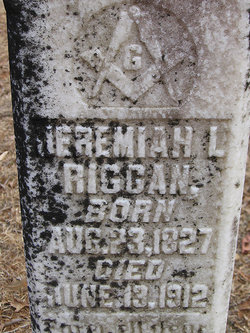 G
JEREMIAH L
RIGGAN.
BORN
AUG. 23, 1827
DIED
JUNE. 13, 1912